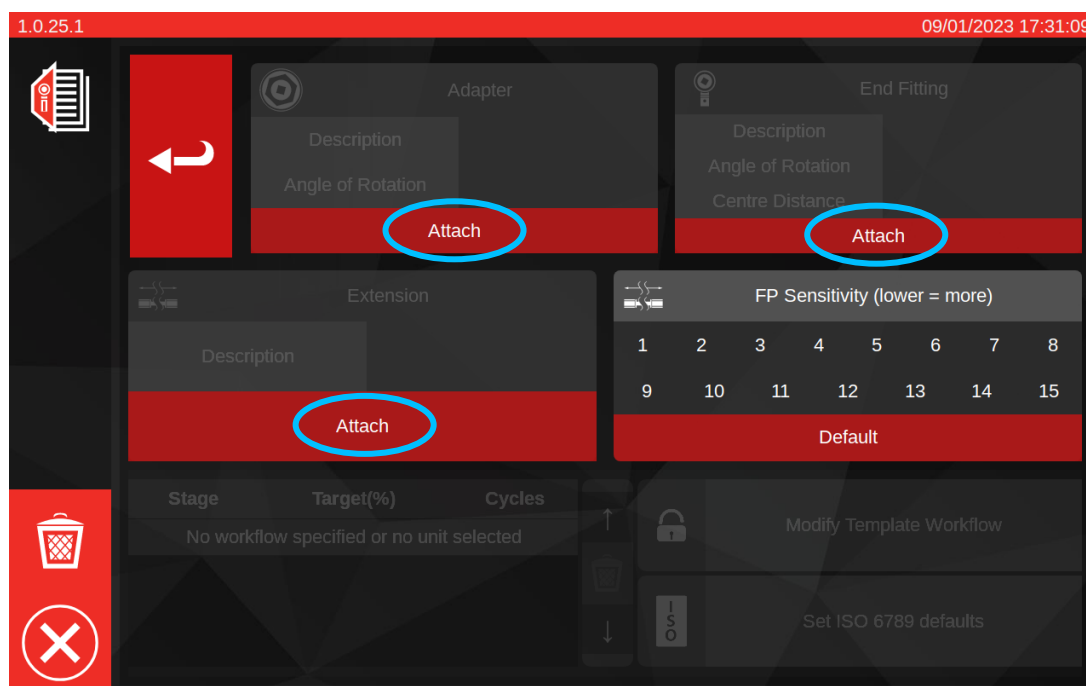 1.0.25.1
09/01/2023 17:31:09
Adapter
Description
Angle of Rotation
Attach
End Fitting
Description
Angle of Rotation
Centre Distance
Attach
Extension
Description
Attach
FP Sensitivity (lower = more)
1 2 3 4 5 6 7 8
9 10 11 12 13 14 15
Default
Stage Target(%) Cycles
No workflow specified or no unit selected
↑
↓
Modify Template Workflow
ISO
Set ISO 6789 defaults